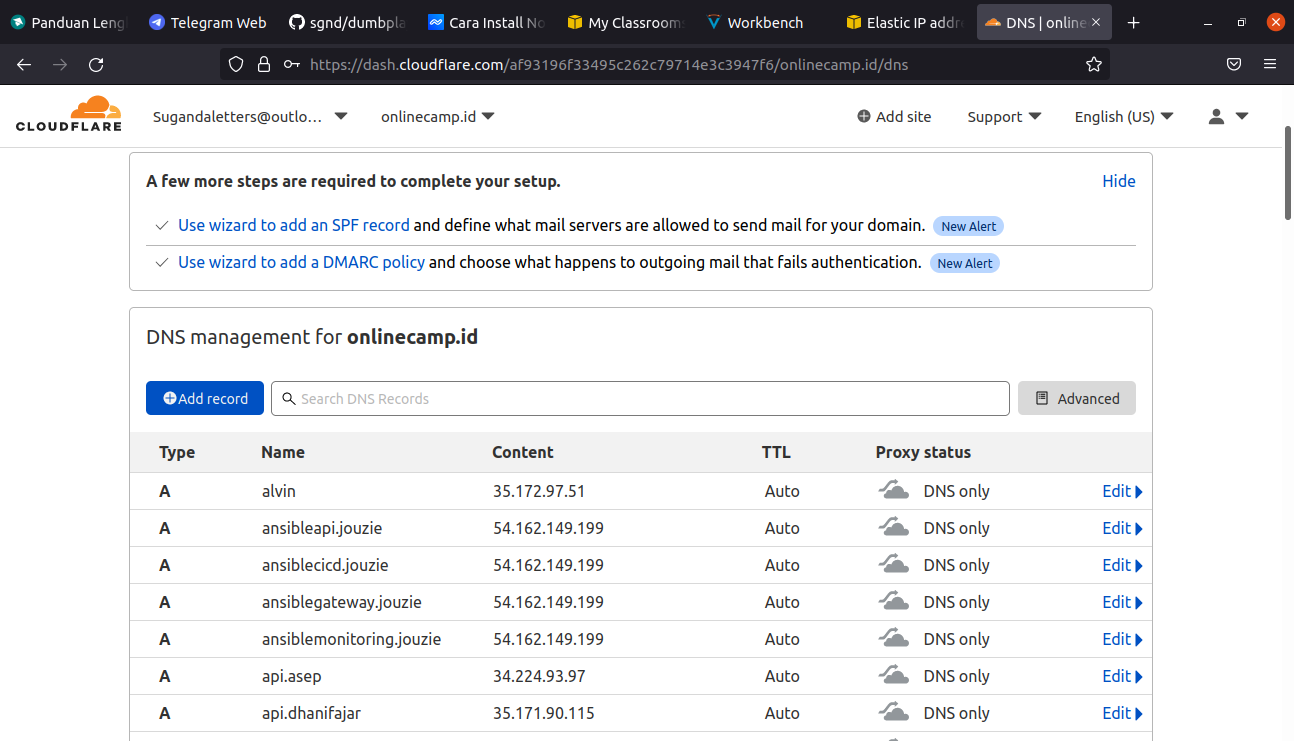 Panduan Leng Telegram Web sgnd/dumbpla Cara Install No My Classrooms Workbench Elastic IP addre DNS | online
https://dash.cloudflare.com/af93196f33495c262c79714e3c3947f6/onlinecamp.id/dns
CLOUDFLARE Sugandaletters@outlo... onlinecamp.id Add site Support English (US)
A few more steps are required to complete your setup. Hide
Use wizard to add an SPF record and define what mail servers are allowed to send mail for your domain. New Alert
Use wizard to add a DMARC policy and choose what happens to outgoing mail that fails authentication. New Alert
DNS management for onlinecamp.id
Add record Search DNS Records Advanced
Type Name Content TTL Proxy status
A alvin 35.172.97.51 Auto DNS only Edit
A ansibleapi.jouzie 54.162.149.199 Auto DNS only Edit
A ansiblecicd.jouzie 54.162.149.199 Auto DNS only Edit
A ansiblegateway.jouzie 54.162.149.199 Auto DNS only Edit
A ansiblemonitoring.jouzie 54.162.149.199 Auto DNS only Edit
A api.asep 34.224.93.97 Auto DNS only Edit
A api.dhanifajar 35.171.90.115 Auto DNS only Edit